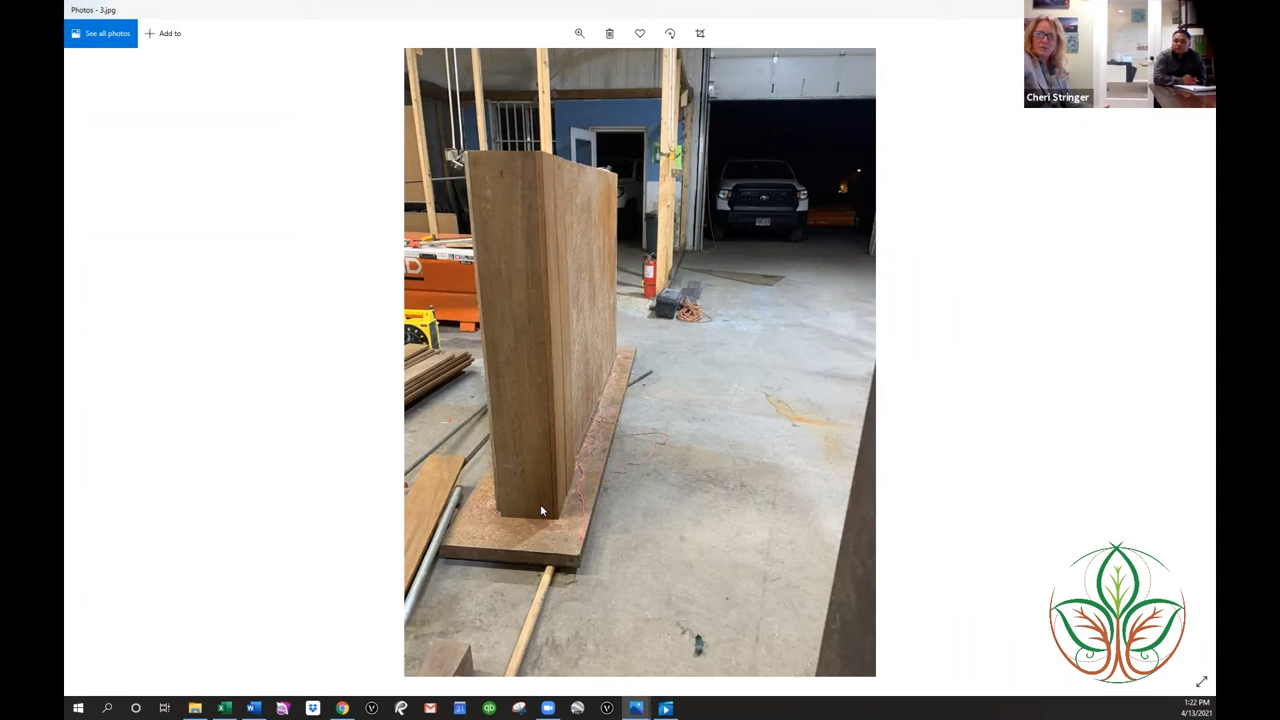 Photos - 3.jpg
See all photos
Add to
Cheri Stringer
1:22 PM
4/13/2021